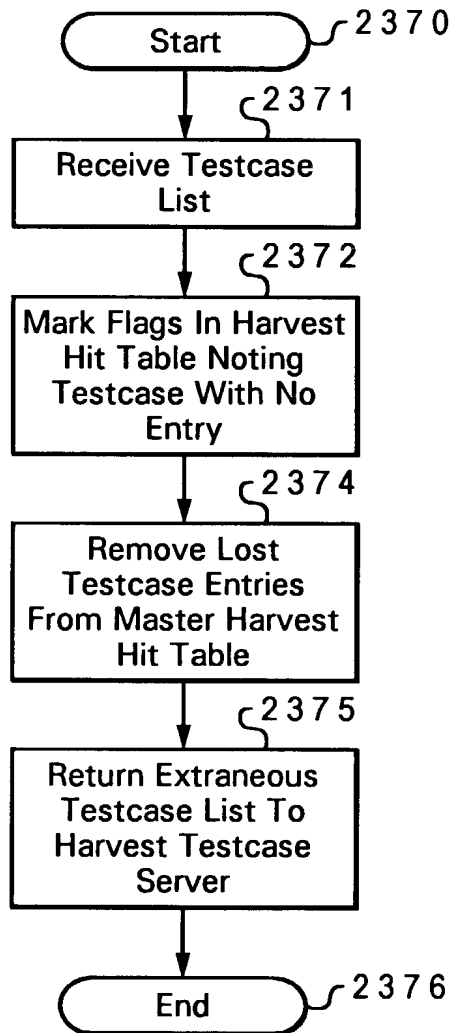 Start
2370
2371
Receive Testcase
List
2372
Mark Flags In Harvest
Hit Table Noting
Testcase With No
Entry
2374
Remove Lost
Testcase Entries
From Master Harvest
Hit Table
2375
Return Extraneous
Testcase List To
Harvest Testcase
Server
End
2376